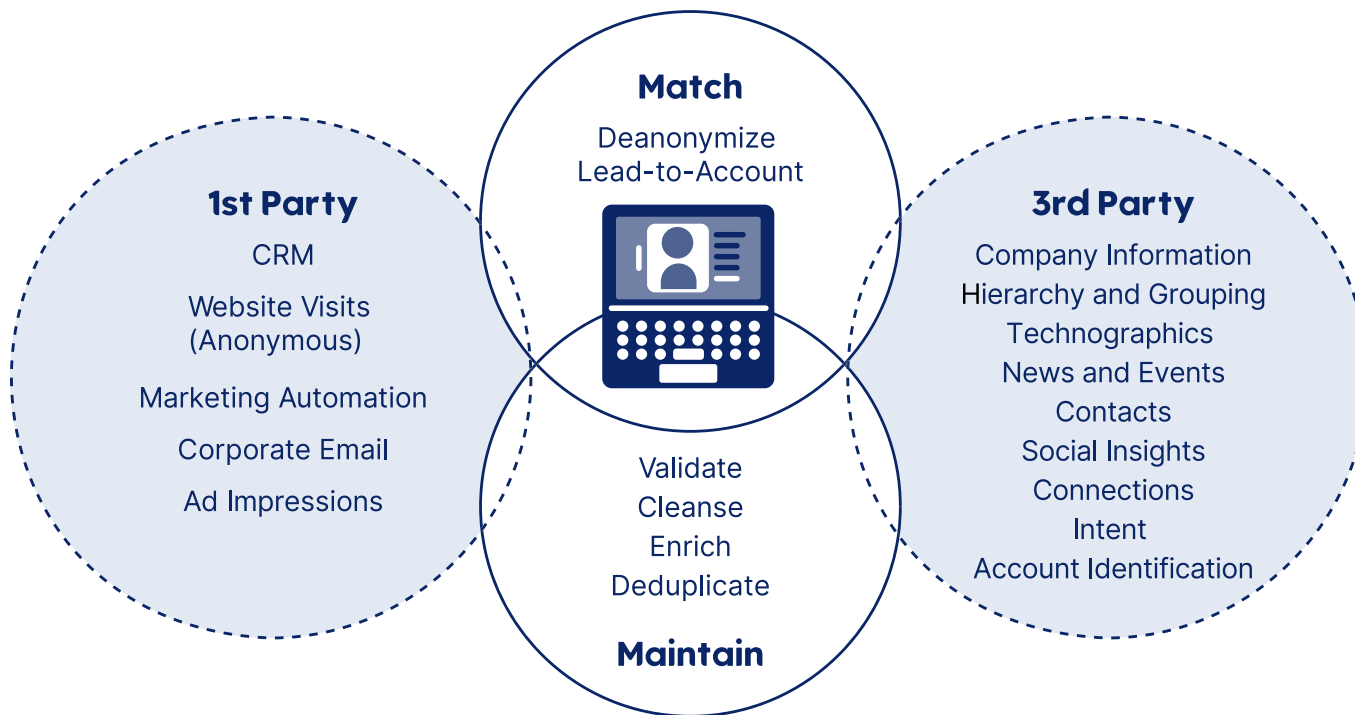 Match
Deanonymize
Lead-to-Account
1st Party
CRM
Website Visits
(Anonymous)
Marketing Automation
Corporate Email
Ad Impressions
3rd Party
Company Information
Hierarchy and Grouping
Technographics
News and Events
Contacts
Social Insights
Connections
Intent
Account Identification
Validate
Cleanse
Enrich
Deduplicate
Maintain